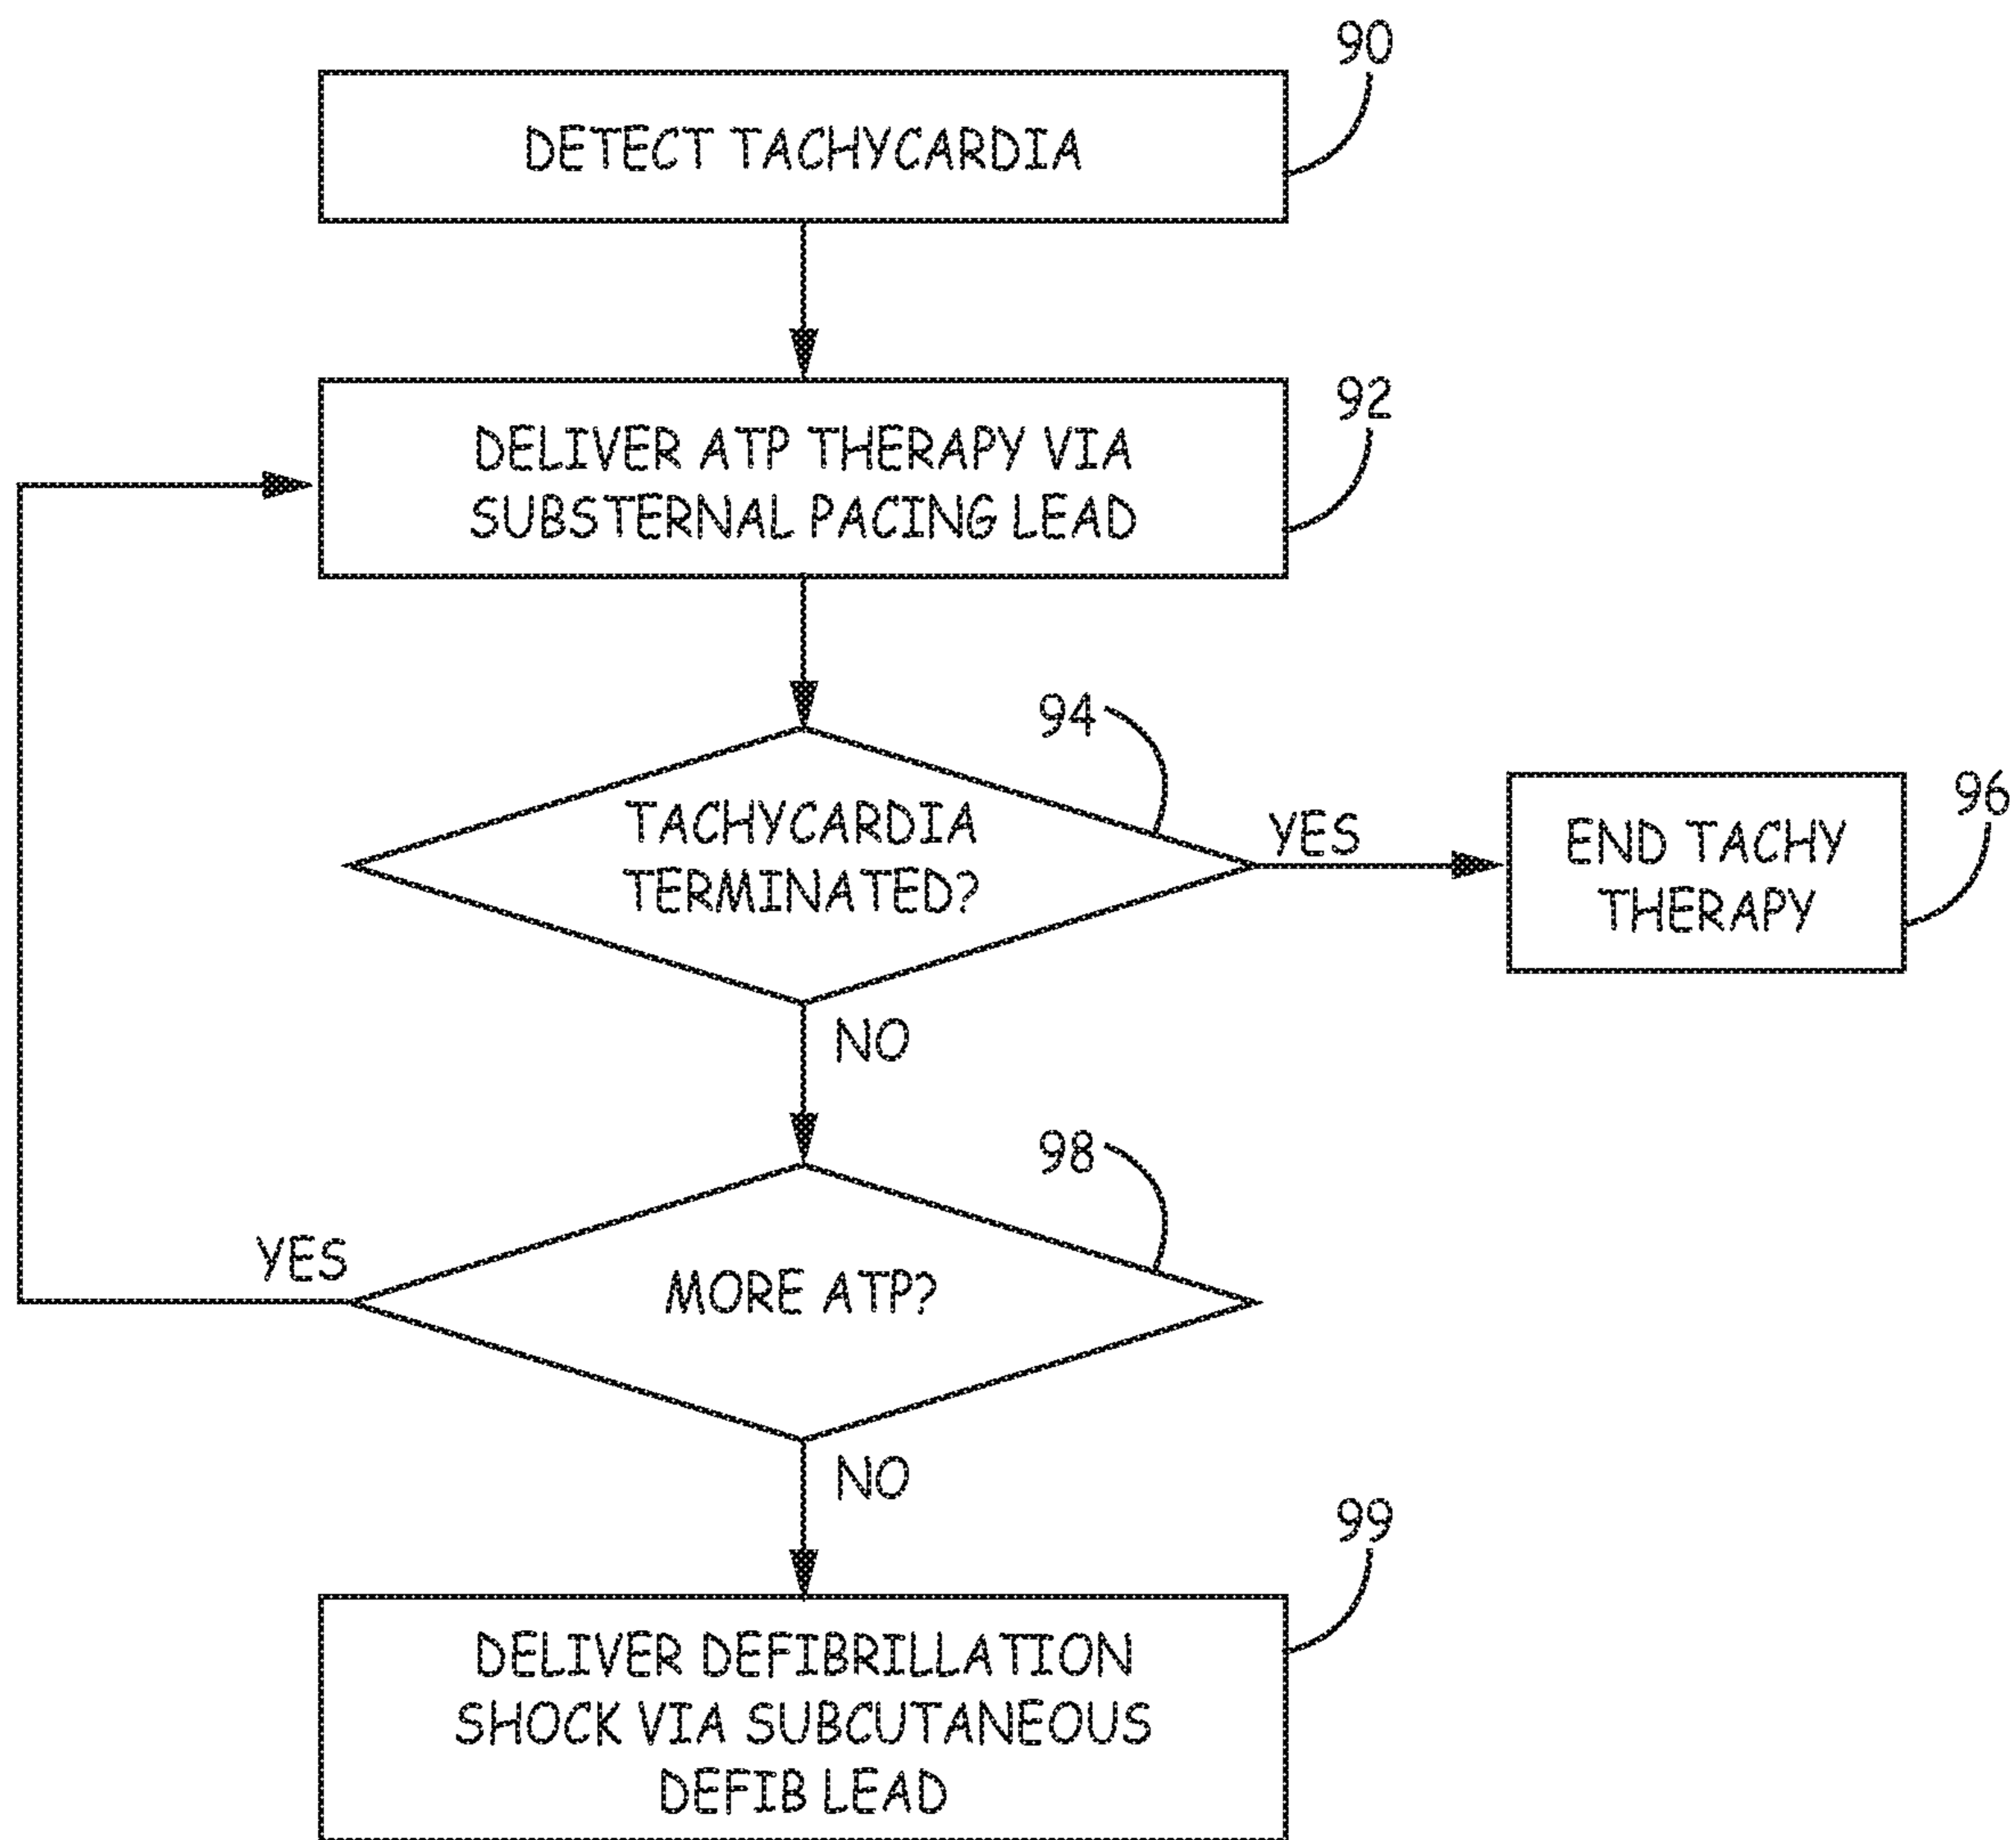 90
DETECT TACHYCARDIA
92
DELIVER ATP THERAPY VIA
SUBSTERNAL PACING LEAD
94
TACHYCARDIA
TERMINATED?
YES
96
END TACHY
THERAPY
NO
98
YES
MORE ATP?
NO
99
DELIVER DEFIBRILLATION
SHOCK VIA SUBCUTANEOUS
DEFIB LEAD